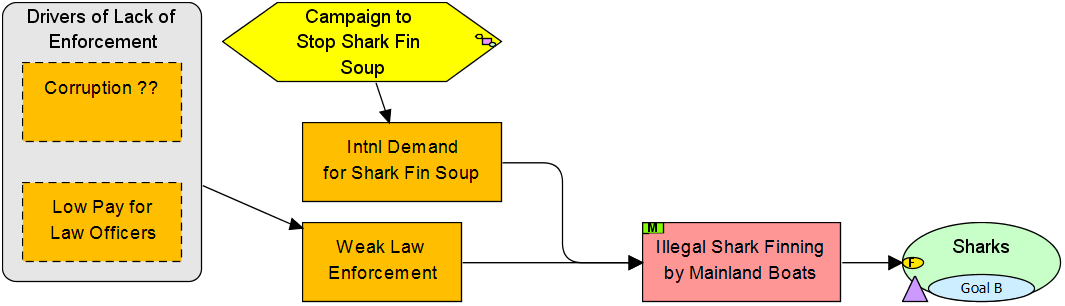 Drivers of Lack of
Enforcement
Corruption ??
Low Pay for
Law Officers
Campaign to
Stop Shark Fin
Soup
Intnl Demand
for Shark Fin Soup
Weak Law
Enforcement
M
Illegal Shark Finning
by Mainland Boats
Sharks
F
Goal B